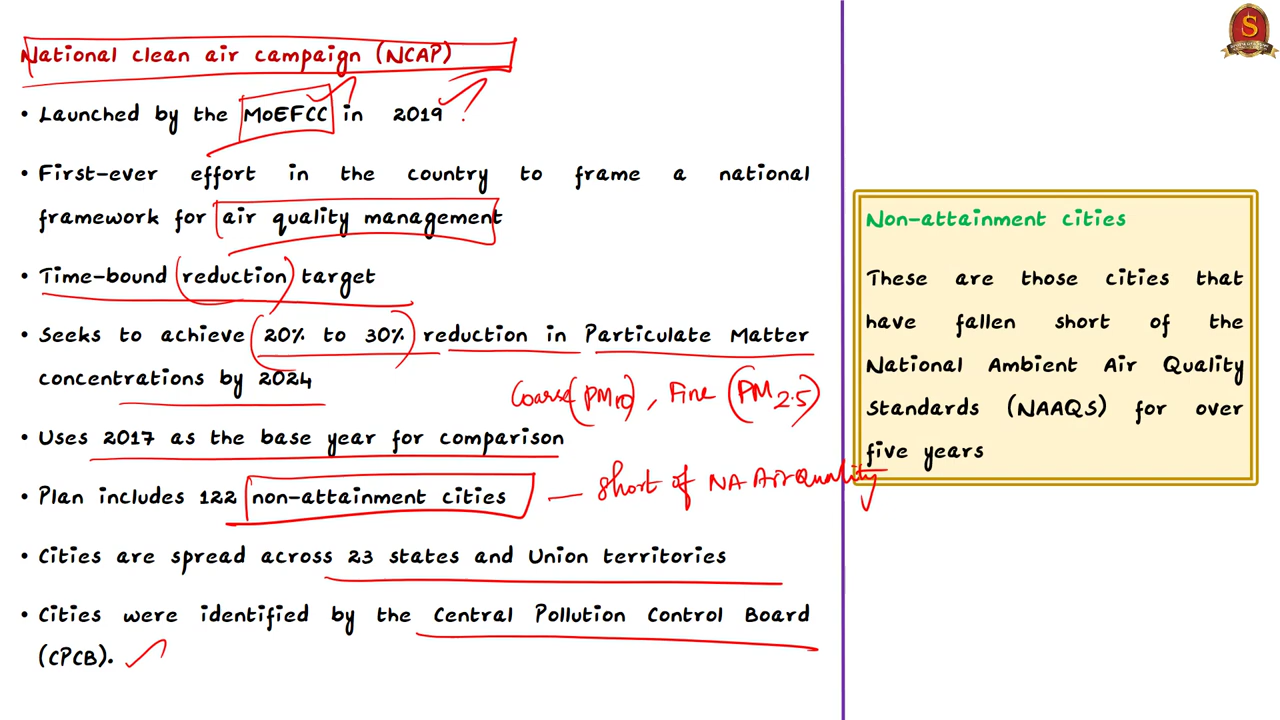 National clean air campaign (NCAP)
• Launched by the MoEFCC in 2019
• First-ever effort in the country to frame a national
framework for air quality management
• Time-bound reduction target
• Seeks to achieve 20% to 30% reduction in Particulate Matter
concentrations by 2024
Coarse (PM10), Fine (PM2.5)
• Uses 2017 as the base year for comparison
• Plan includes 122 non-attainment cities — Short of NA Air Quality
• Cities are spread across 23 states and Union territories
• Cities were identified by the Central Pollution Control Board
(CPCB).
Non-attainment cities
These are those cities that
have fallen short of the
National Ambient Air Quality
Standards (NAAQS) for over
five years
S